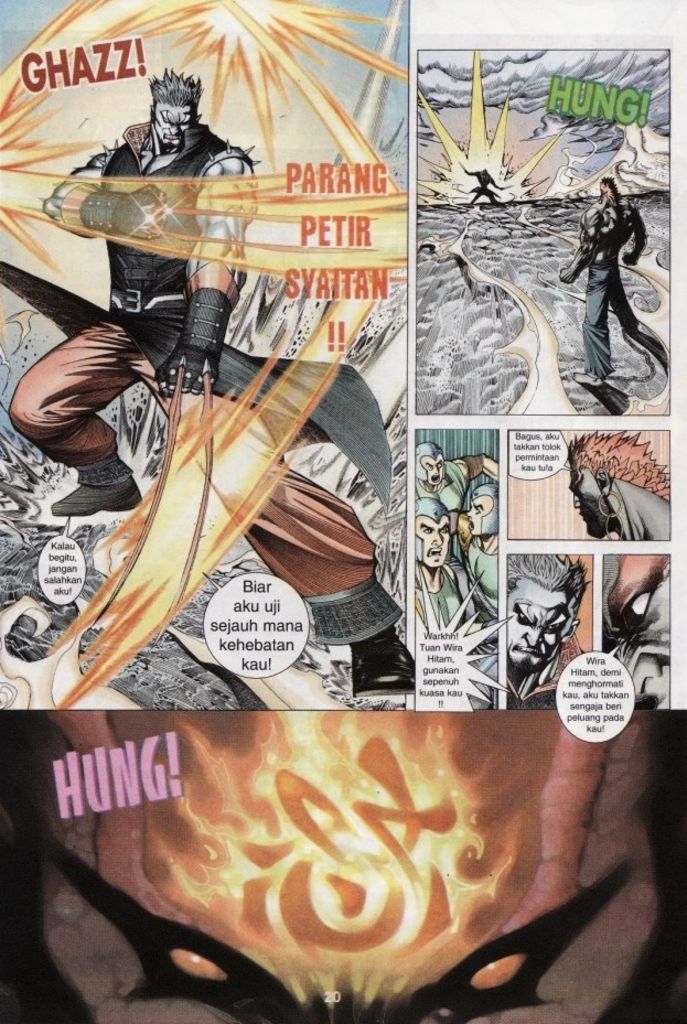 GHAZZ!
PARANG
PETIR
SYAITAN
!!
Kalau
begitu,
jangan
salahkan
aku!
Biar
aku uji
sejauh mana
kehebatan
kau!
HUNG!
Bagus, aku
takkan tolok
permintaan
kau tu!a
Warkhh!
Tuan Wira
Hitam,
gunakan
sepenuh
kuasa kau
!!
Wira
Hitam, demi
menghormati
kau, aku takkan
sengaja beri
peluang pada
kau!
HUNG!
20